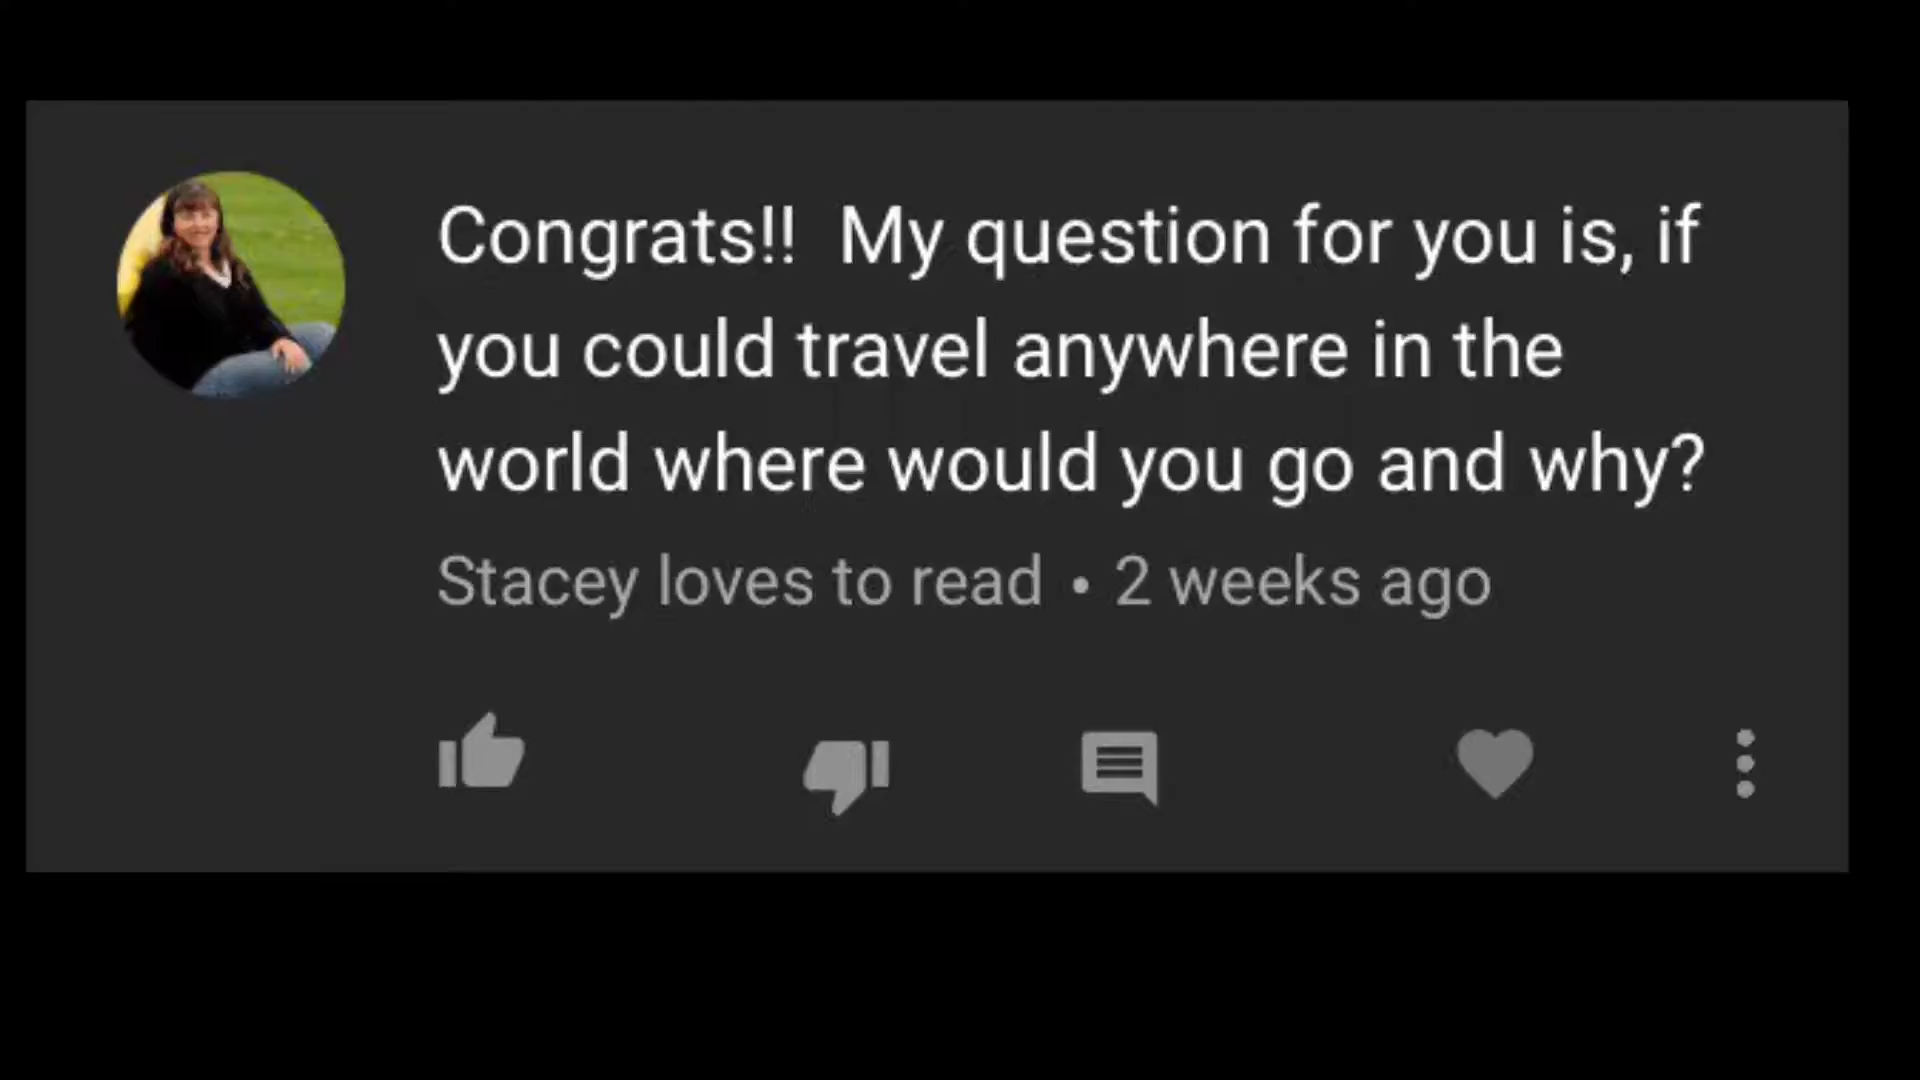 Congrats!!  My question for you is, if
you could travel anywhere in the
world where would you go and why?
Stacey loves to read • 2 weeks ago